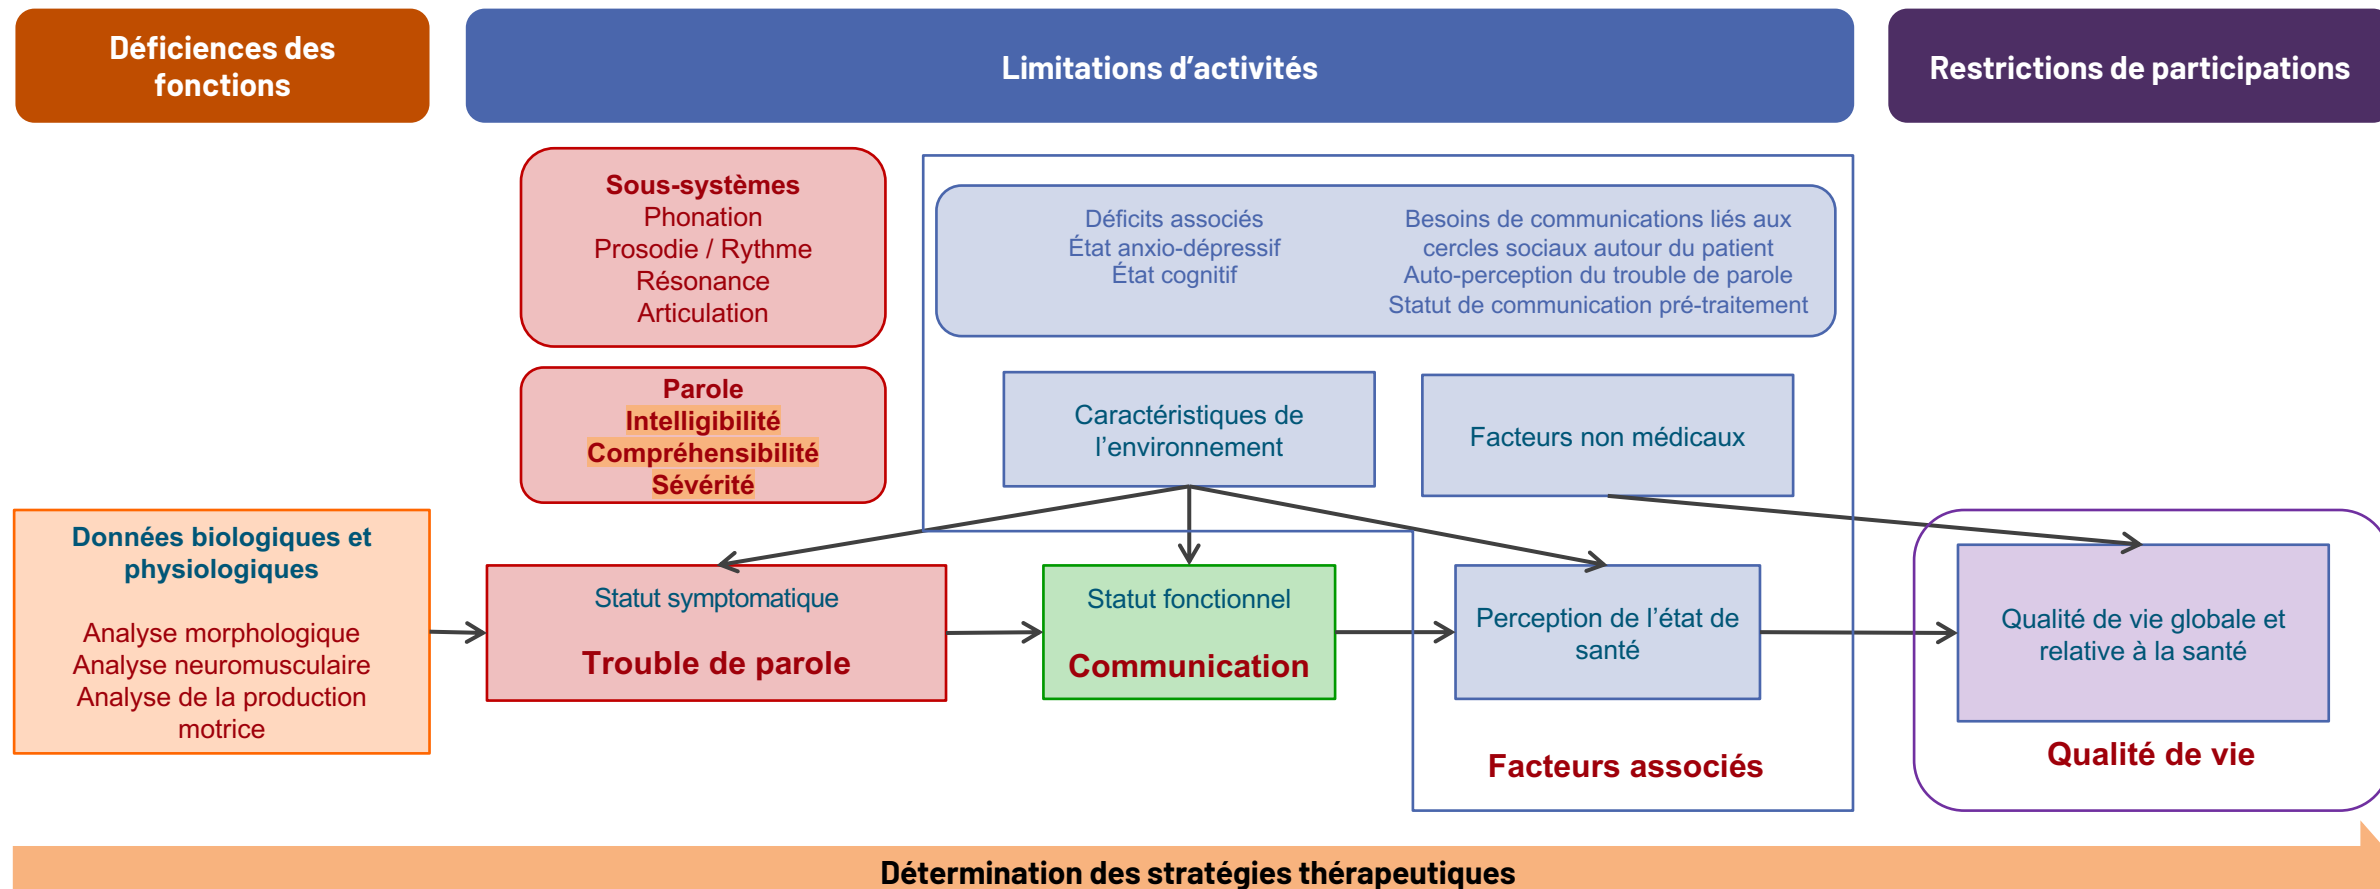 Déficiences des
fonctions
Limitations d’activités
Restrictions de participations
Sous-systèmes
Phonation
Prosodie / Rythme
Résonance
Articulation
Déficits associés
État anxio-dépressif
État cognitif
Besoins de communications liés aux
cercles sociaux autour du patient
Auto-perception du trouble de parole
Statut de communication pré-traitement
Parole
Intelligibilité
Compréhensibilité
Sévérité
Caractéristiques de
l’environnement
Facteurs non médicaux
Données biologiques et
physiologiques
Analyse morphologique
Analyse neuromusculaire
Analyse de la production
motrice
Statut symptomatique
Trouble de parole
Statut fonctionnel
Communication
Perception de l’état de
santé
Facteurs associés
Qualité de vie globale et
relative à la santé
Qualité de vie
Détermination des stratégies thérapeutiques